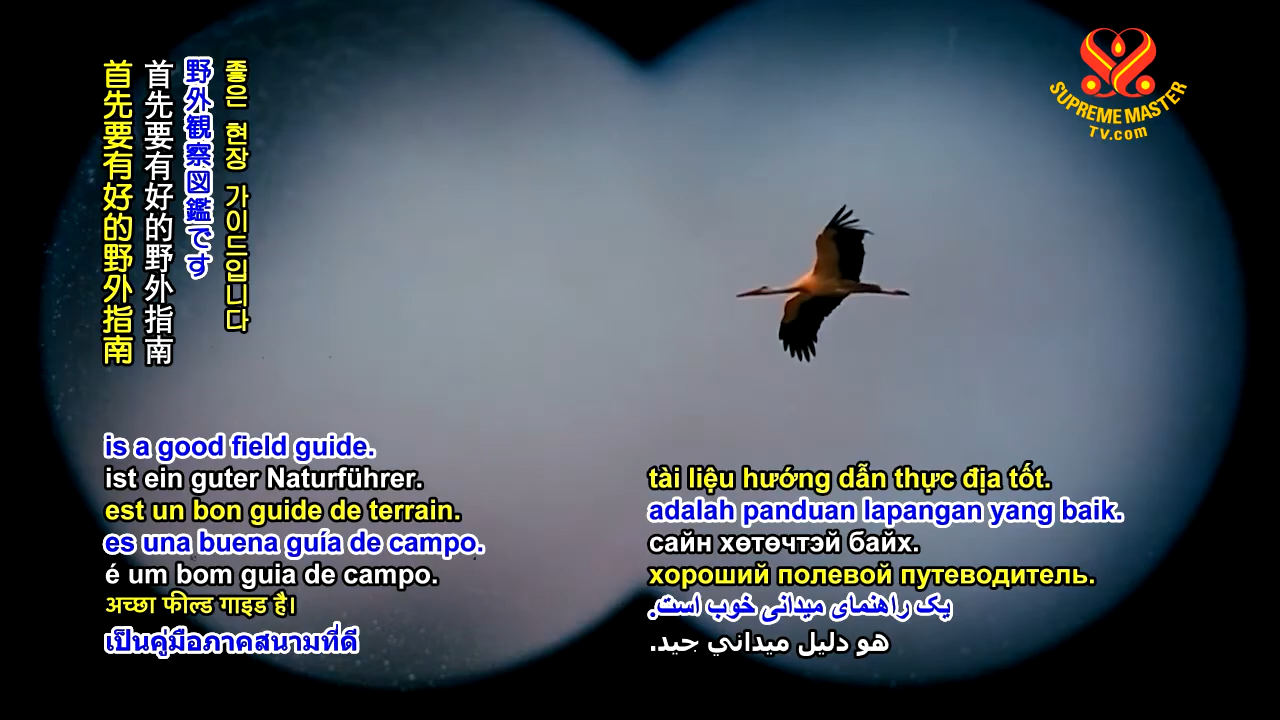 首先要有好的野外指南
首先要有好的野外指南
野外観察図鑑です
좋은 현장 가이드입니다
SUPREME MASTER
TV.com
is a good field guide.
ist ein guter Naturführer.
est un bon guide de terrain.
es una buena guía de campo.
é um bom guia de campo.
अच्छा फील्ड गाइड है।
เป็นคู่มือภาคสนามที่ดี
tài liệu hướng dẫn thực địa tốt.
adalah panduan lapangan yang baik.
сайн хөтөчтэй байх.
хороший полевой путеводитель.
یک راهنمای میدانی خوب است.
هو دليل ميداني جيد.